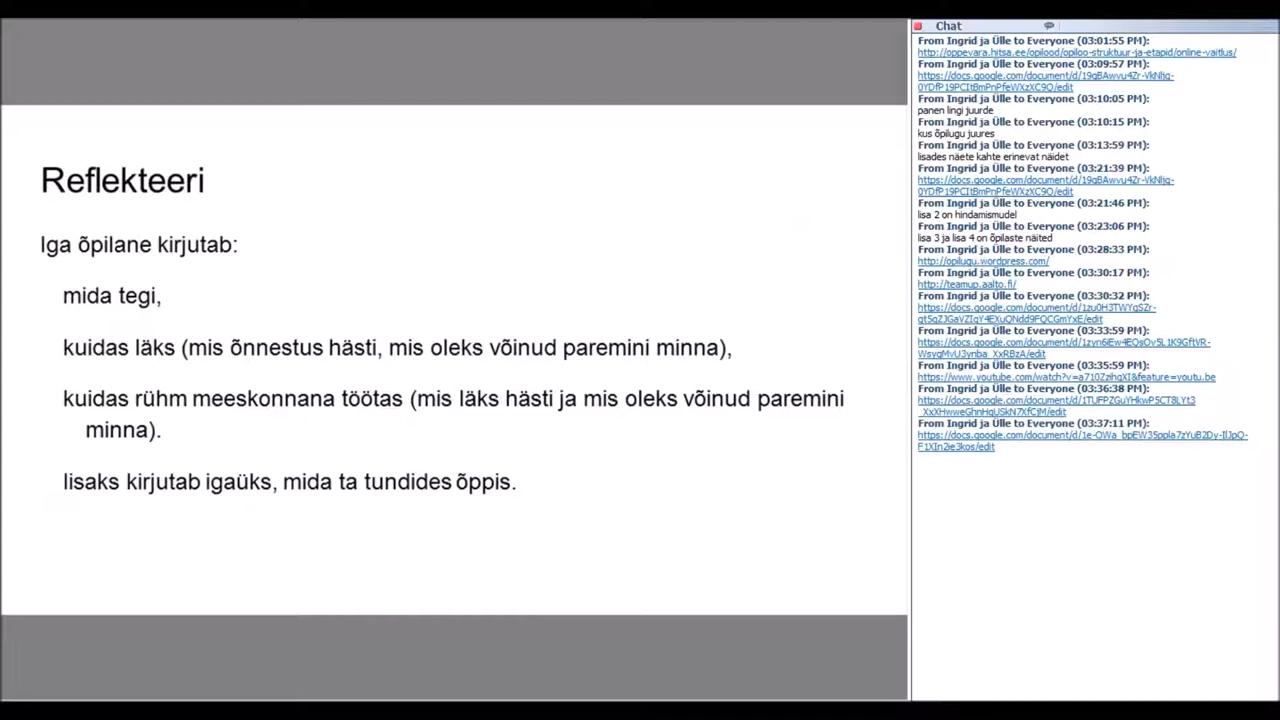 Reflekteeri
Iga õpilane kirjutab:
mida tegi,
kuidas läks (mis õnnestus hästi, mis oleks võinud paremini minna),
kuidas rühm meeskonnana töötas (mis läks hästi ja mis oleks võinud paremini
minna).
lisaks kirjutab igaüks, mida ta tundides õppis.
Chat
From Ingrid ja Ülle to Everyone (03:01:55 PM):
http://oppevara.hitsa.ee/opilood/opiloo-struktuur-ja-etapid/online-vaitlus/
From Ingrid ja Ülle to Everyone (03:09:57 PM):
From Ingrid ja Ülle to Everyone (03:10:05 PM):
panen lingi juurde
From Ingrid ja Ülle to Everyone (03:10:15 PM):
kus õpilugu juures
From Ingrid ja Ülle to Everyone (03:13:59 PM):
lisades näete kahte erinevat näidet
From Ingrid ja Ülle to Everyone (03:21:39 PM):
From Ingrid ja Ülle to Everyone (03:21:46 PM):
lisa 2 on hindamismudel
From Ingrid ja Ülle to Everyone (03:23:06 PM):
lisa 3 ja lisa 4 on õpilaste näited
From Ingrid ja Ülle to Everyone (03:28:33 PM):
http://opilugu.wordpress.com/
From Ingrid ja Ülle to Everyone (03:30:17 PM):
http://teamup.aalto.fi/
From Ingrid ja Ülle to Everyone (03:30:32 PM):
From Ingrid ja Ülle to Everyone (03:33:59 PM):
From Ingrid ja Ülle to Everyone (03:35:59 PM):
From Ingrid ja Ülle to Everyone (03:36:38 PM):
From Ingrid ja Ülle to Everyone (03:37:11 PM):